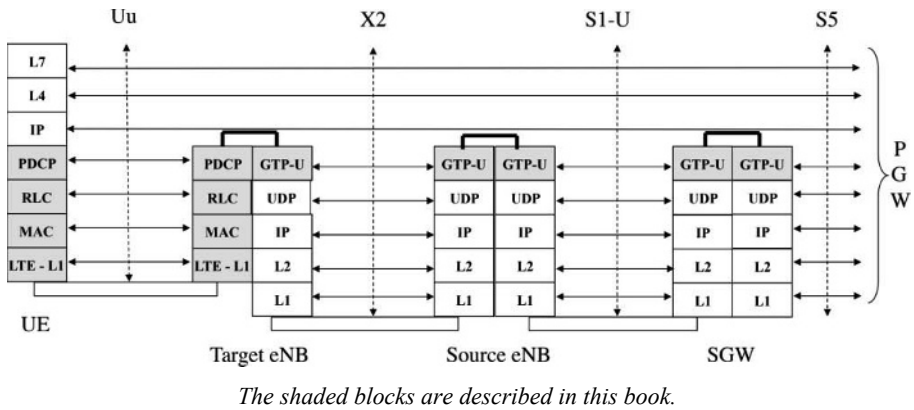 Uu X2 S1-U S5
L7
L4
IP
PDCP PDCP GTP-U GTP-U GTP-U GTP-U GTP-U
RLC RLC UDP UDP UDP UDP UDP
MAC MAC IP IP IP IP IP
LTE - L1 LTE - L1 L2 L2 L2 L2 L2
L1 L1 L1 L1 L1
P
G
W
UE
Target eNB Source eNB SGW
The shaded blocks are described in this book.